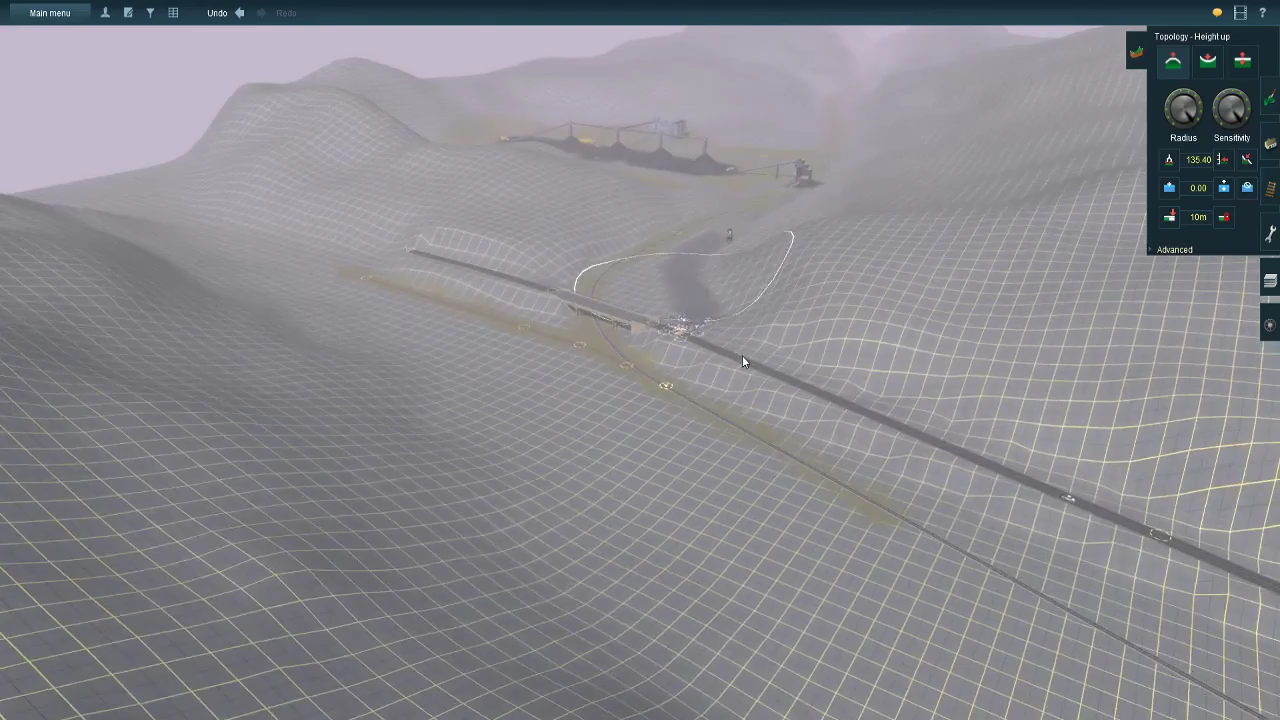 Main menu
Undo
Redo
?
Topology - Height up
Radius
Sensitivity
135.40
0.00
10m
Advanced